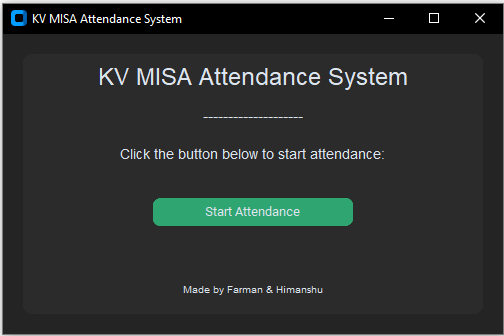 KV MISA Attendance System
KV MISA Attendance System
--------------------
Click the button below to start attendance:
Start Attendance
Made by Farman & Himanshu